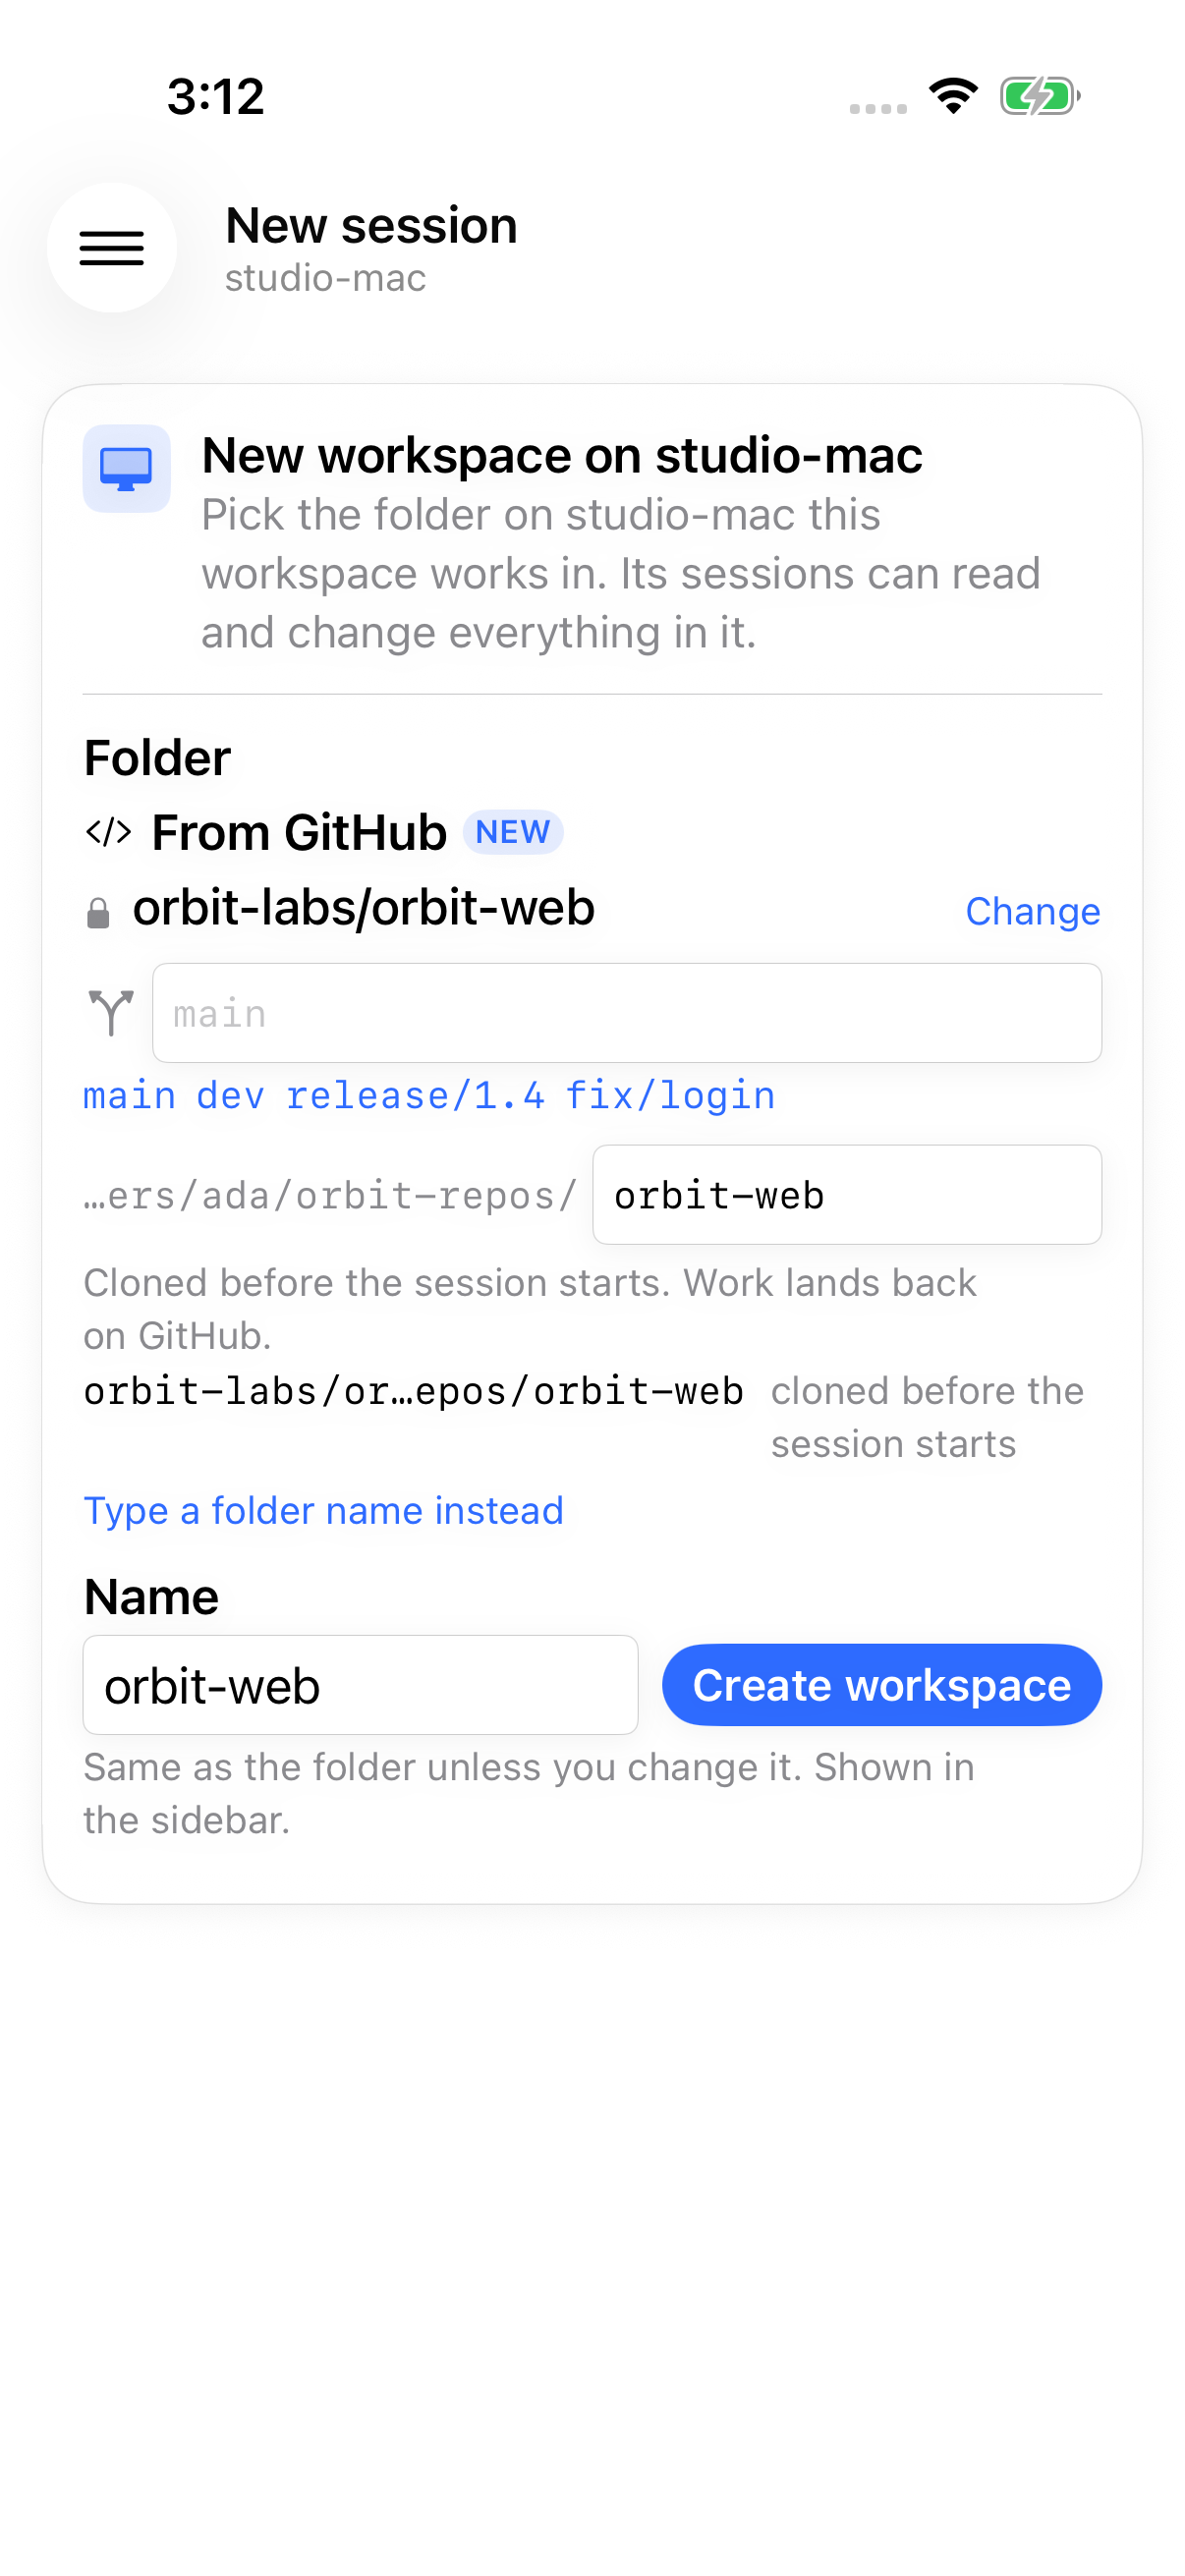 3:12
New session
studio-mac
New workspace on studio-mac
Pick the folder on studio-mac this
workspace works in. Its sessions can read
and change everything in it.
Folder
</> From GitHub NEW
orbit-labs/orbit-web Change
main
main dev release/1.4 fix/login
…ers/ada/orbit-repos/ orbit-web
Cloned before the session starts. Work lands back
on GitHub.
orbit-labs/or…epos/orbit-web cloned before the
session starts
Type a folder name instead
Name
orbit-web Create workspace
Same as the folder unless you change it. Shown in
the sidebar.